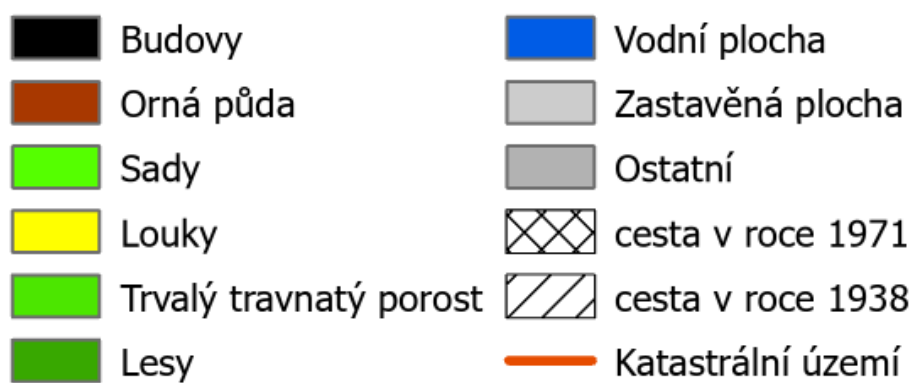 Budovy
Orná půda
Sady
Louky
Trvalý travnatý porost
Lesy
Vodní plocha
Zastavěná plocha
Ostatní
cesta v roce 1971
cesta v roce 1938
Katastrální území